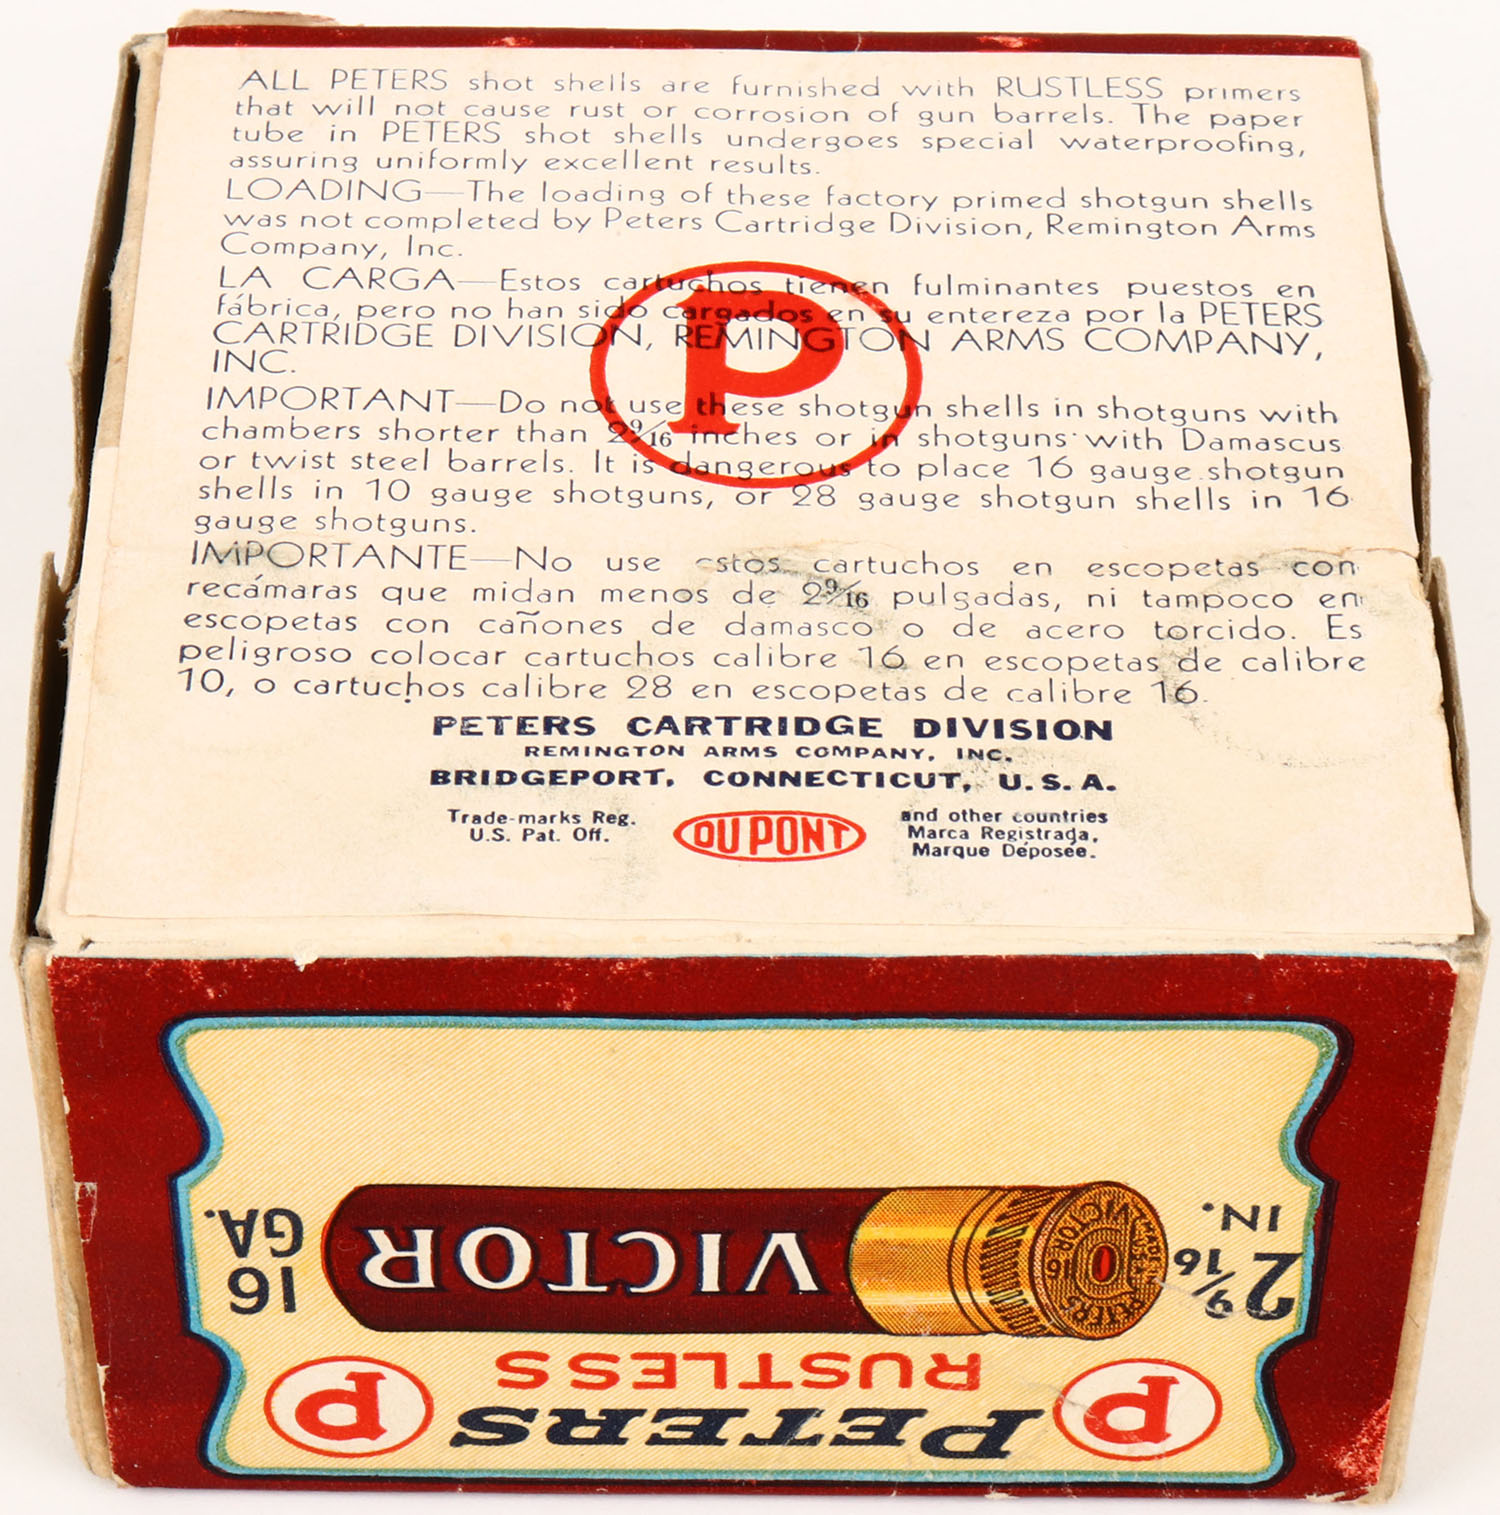 ALL PETERS shot shells are furnished with RUSTLESS primers
that will not cause rust or corrosion of gun barrels. The paper
tube in PETERS shot shells undergoes special waterproofing,
assuring uniformly excellent results.
LOADING—The loading of these factory primed shotgun shells
was not completed by Peters Cartridge Division, Remington Arms
Company, Inc.
LA CARGA—Estos cartuchos tienen fulminantes puestos en
fábrica, pero no han sido cargados en su entereza por la PETERS
CARTRIDGE DIVISION, REMINGTON ARMS COMPANY,
INC.
P
IMPORTANT—Do not use these shotgun shells in shotguns with
chambers shorter than 2 9/16 inches or in shotguns with Damascus
or twist steel barrels. It is dangerous to place 16 gauge shotgun
shells in 10 gauge shotguns, or 28 gauge shotgun shells in 16
gauge shotguns.
IMPORTANTE—No use estos cartuchos en escopetas con
recámaras que midan menos de 2 9/16 pulgadas, ni tampoco en
escopetas con cañones de damasco o de acero torcido. Es
peligroso colocar cartuchos calibre 16 en escopetas de calibre
10, o cartuchos calibre 28 en escopetas de calibre 16.
PETERS CARTRIDGE DIVISION
REMINGTON ARMS COMPANY, INC.
BRIDGEPORT, CONNECTICUT, U.S.A.
Trade-marks Reg.
U.S. Pat. Off.
DU PONT
and other countries
Marca Registrada,
Marque Déposée.
P PETERS P
RUSTLESS
2 9/16
IN.
PETERS 16 VICTOR MADE IN U.S.A.
VICTOR
16
GA.